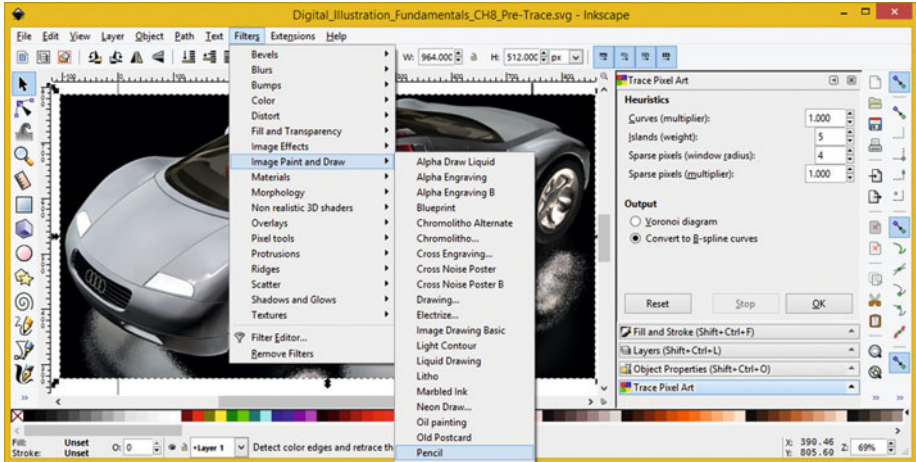 Digital_Illustration_Fundamentals_CH8_Pre-Trace.svg - Inkscape
File Edit View Layer Object Path Text Filters Extensions Help
W: 964.000 H: 512.000 px
Bevels
Blurs
Bumps
Color
Distort
Fill and Transparency
Image Effects
Image Paint and Draw
Materials
Morphology
Non realistic 3D shaders
Overlays
Pixel tools
Protrusions
Ridges
Scatter
Shadows and Glows
Textures
Filter Editor...
Remove Filters
Alpha Draw Liquid
Alpha Engraving
Alpha Engraving B
Blueprint
Chromolitho Alternate
Chromolitho...
Cross Engraving...
Cross Noise Poster
Cross Noise Poster B
Drawing...
Electrize...
Image Drawing Basic
Light Contour
Liquid Drawing
Litho
Marbled Ink
Neon Draw...
Oil painting
Old Postcard
Pencil
Trace Pixel Art
Heuristics
Curves (multiplier): 1.000
Islands (weight): 5
Sparse pixels (window radius): 4
Sparse pixels (multiplier): 1.000
Output
Voronoi diagram
Convert to B-spline curves
Reset Stop OK
Fill and Stroke (Shift+Ctrl+F)
Layers (Shift+Ctrl+L)
Object Properties (Shift+Ctrl+O)
Trace Pixel Art
Fill: Unset
Stroke: Unset
O: 0
Layer 1
Detect color edges and retrace th
X: 390.46
Y: 805.60
Z: 69%